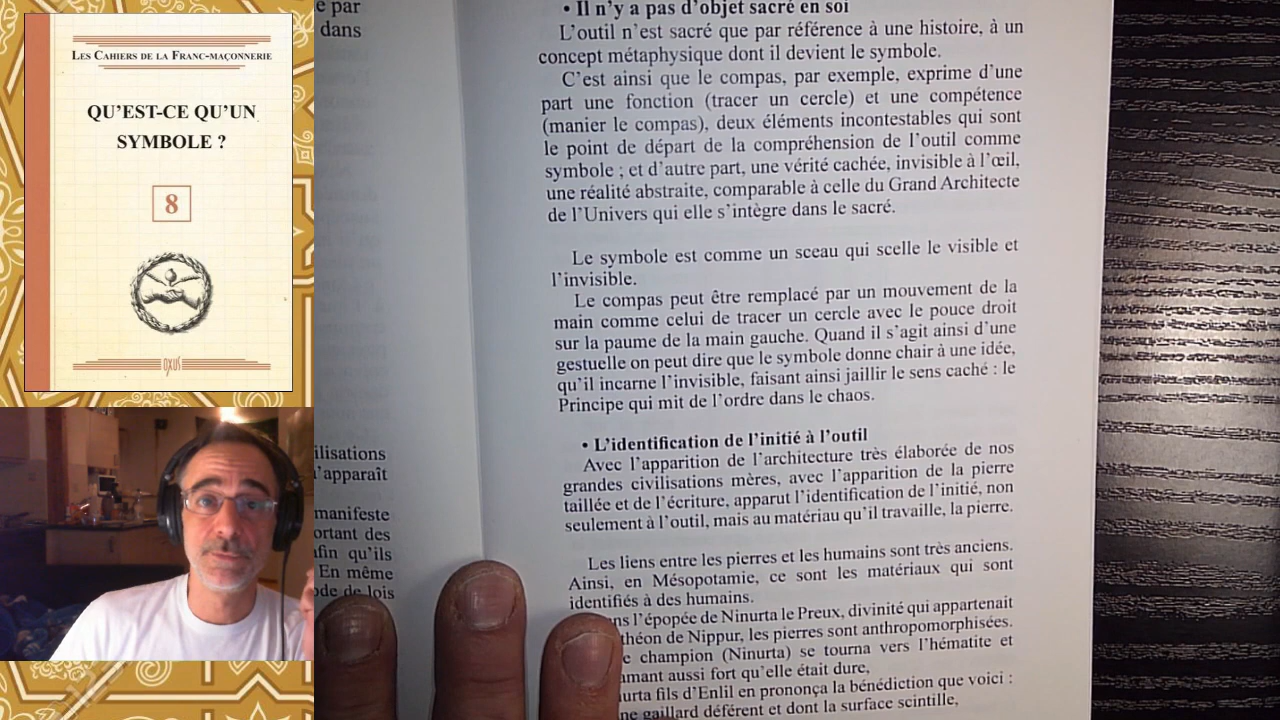 LES CAHIERS DE LA FRANC-MAÇONNERIE
QU'EST-CE QU'UN
SYMBOLE ?
8
OXUS
e par
dans
ilisations
'apparaît
manifeste
ortant des
fin qu'ils
En même
ode de lois
• Il n'y a pas d'objet sacré en soi
L'outil n'est sacré que par référence à une histoire, à un
concept métaphysique dont il devient le symbole.
C'est ainsi que le compas, par exemple, exprime d'une
part une fonction (tracer un cercle) et une compétence
(manier le compas), deux éléments incontestables qui sont
le point de départ de la compréhension de l'outil comme
symbole ; et d'autre part, une vérité cachée, invisible à l'œil,
une réalité abstraite, comparable à celle du Grand Architecte
de l'Univers qui elle s'intègre dans le sacré.
Le symbole est comme un sceau qui scelle le visible et
l'invisible.
Le compas peut être remplacé par un mouvement de la
main comme celui de tracer un cercle avec le pouce droit
sur la paume de la main gauche. Quand il s'agit ainsi d'une
gestuelle on peut dire que le symbole donne chair à une idée,
qu'il incarne l'invisible, faisant ainsi jaillir le sens caché : le
Principe qui mit de l'ordre dans le chaos.
• L'identification de l'initié à l'outil
Avec l'apparition de l'architecture très élaborée de nos
grandes civilisations mères, avec l'apparition de la pierre
taillée et de l'écriture, apparut l'identification de l'initié, non
seulement à l'outil, mais au matériau qu'il travaille, la pierre.
Les liens entre les pierres et les humains sont très anciens.
Ainsi, en Mésopotamie, ce sont les matériaux qui sont
identifiés à des humains.
ns l'épopée de Ninurta le Preux, divinité qui appartenait
théon de Nippur, les pierres sont anthropomorphisées.
champion (Ninurta) se tourna vers l'hématite et
mant aussi fort qu'elle était dure,
urta fils d'Enlil en prononça la bénédiction que voici :
ne gaillard déférent et dont la surface scintille,